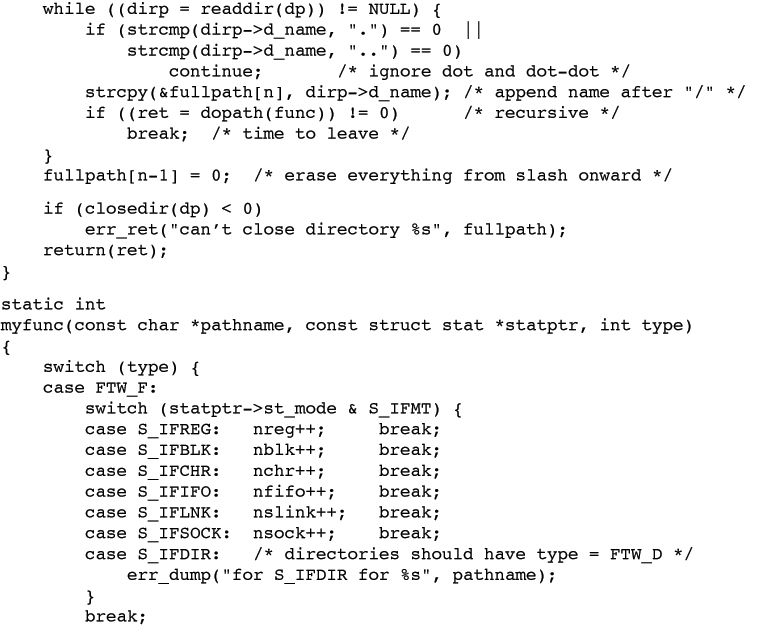 while ((dirp = readdir(dp)) != NULL) {
        if (strcmp(dirp->d_name, ".") == 0  ||
            strcmp(dirp->d_name, "..") == 0)
                continue;       /* ignore dot and dot-dot */
        strcpy(&fullpath[n], dirp->d_name); /* append name after "/" */
        if ((ret = dopath(func)) != 0)      /* recursive */
            break;  /* time to leave */
    }
    fullpath[n-1] = 0;  /* erase everything from slash onward */
    if (closedir(dp) < 0)
        err_ret("can't close directory %s", fullpath);
    return(ret);
}
static int
myfunc(const char *pathname, const struct stat *statptr, int type)
{
    switch (type) {
    case FTW_F:
        switch (statptr->st_mode & S_IFMT) {
        case S_IFREG:   nreg++;     break;
        case S_IFBLK:   nblk++;     break;
        case S_IFCHR:   nchr++;     break;
        case S_IFIFO:   nfifo++;    break;
        case S_IFLNK:   nslink++;   break;
        case S_IFSOCK:  nsock++;    break;
        case S_IFDIR:   /* directories should have type = FTW_D */
            err_dump("for S_IFDIR for %s", pathname);
        }
        break;